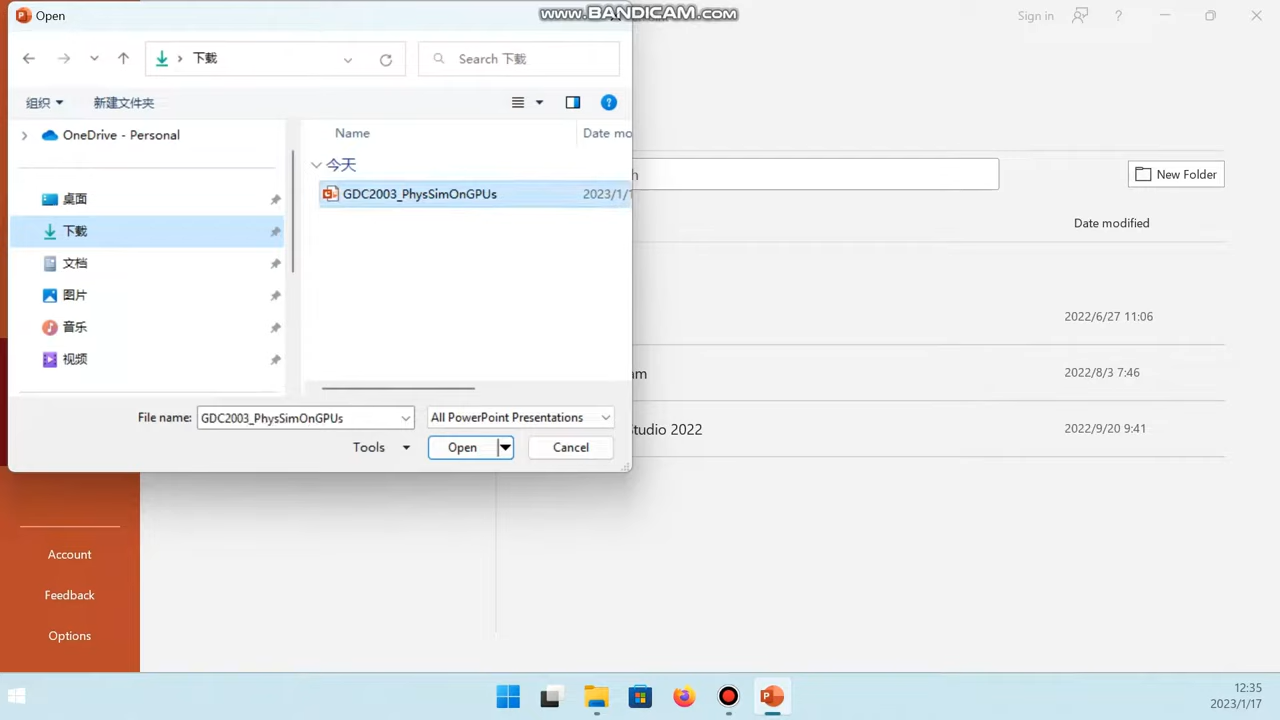 Open
www.BANDICAM.com
Sign in
?
下载
Search 下载
组织
新建文件夹
?
OneDrive - Personal
桌面
下载
文档
图片
音乐
视频
Name
Date mo
今天
GDC2003_PhysSimOnGPUs
2023/1/1
h
New Folder
Date modified
2022/6/27 11:06
am
2022/8/3 7:46
Studio 2022
2022/9/20 9:41
File name:
GDC2003_PhysSimOnGPUs
All PowerPoint Presentations
Tools
Open
Cancel
Account
Feedback
Options
12:35
2023/1/17